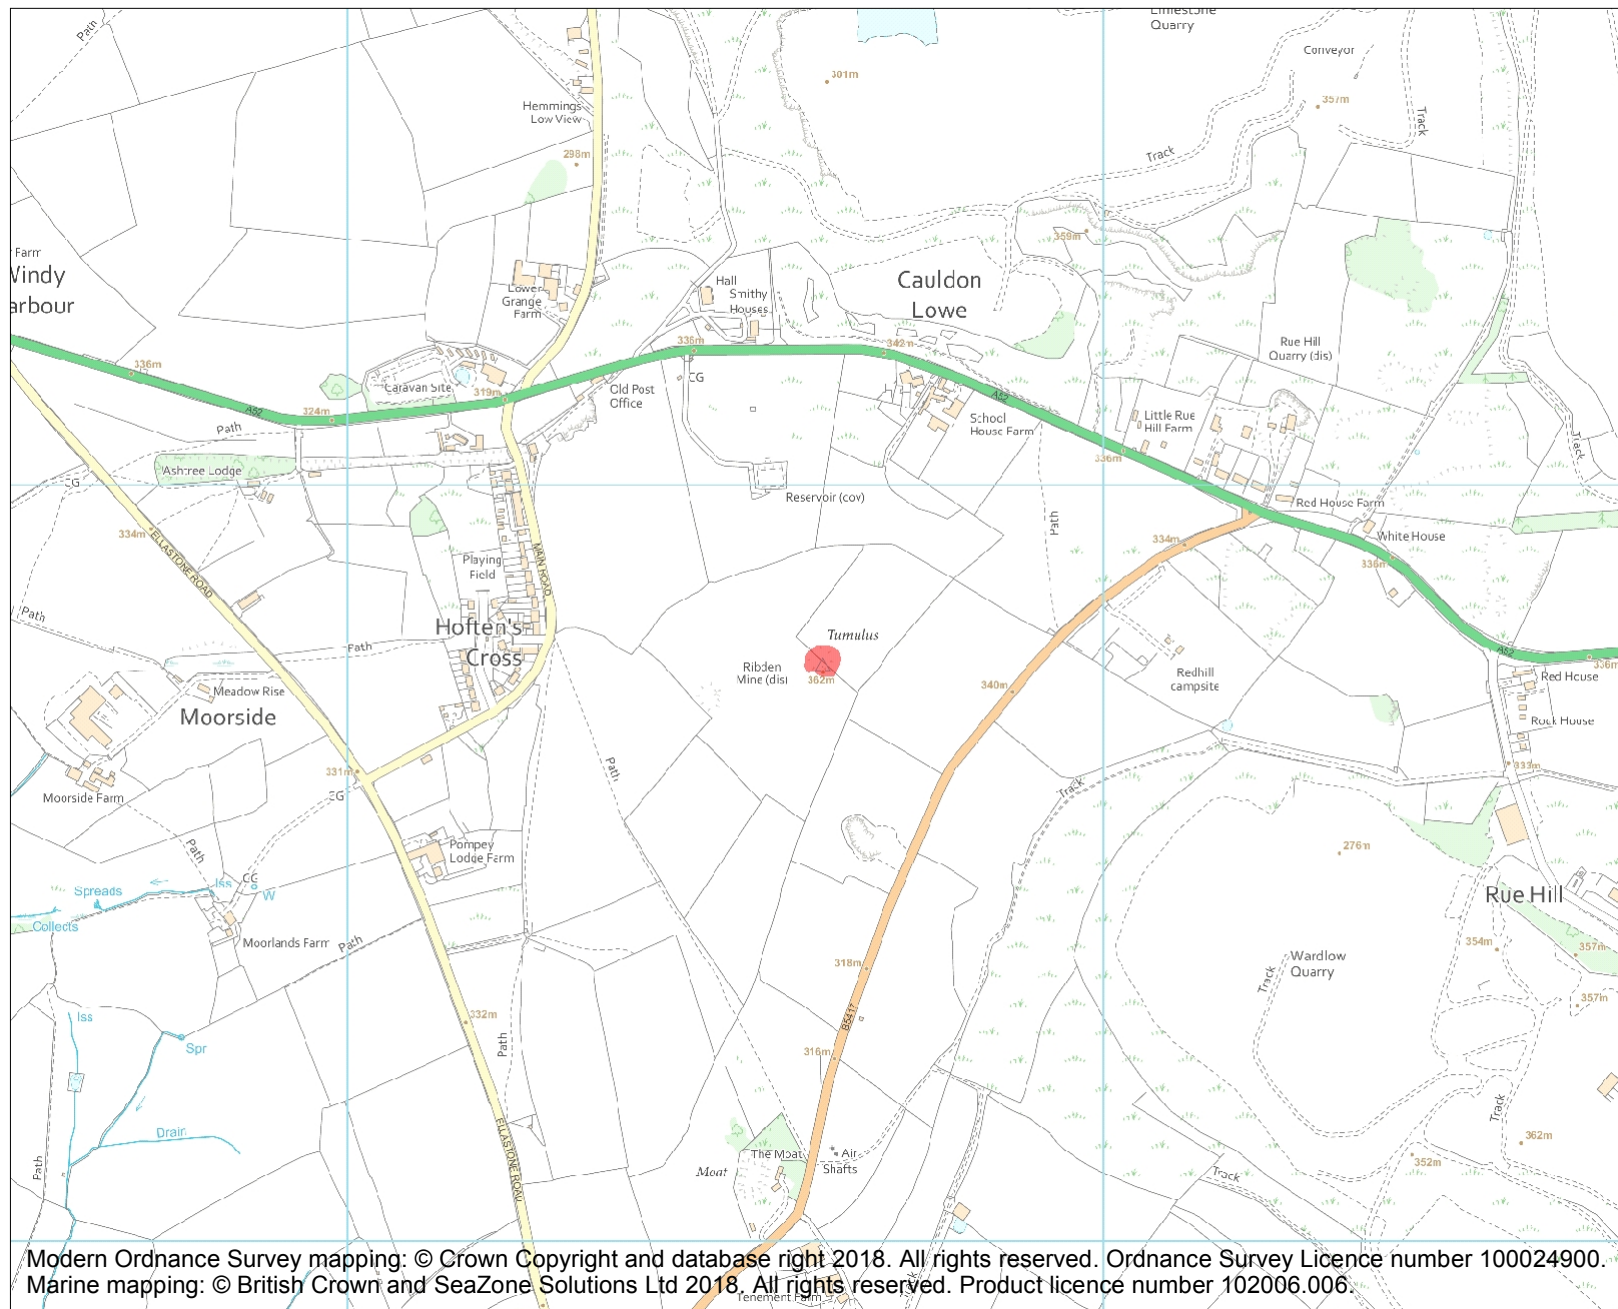 Path
Limestone
Quarry
Conveyor
301m
357m
Hemmings
Low View
Track
298m
Track
359m
Farm
Windy
arbour
Lower
Grange
Farm
Hall
Smithy
Houses
Cauldon
Lowe
Rue Hill
Quarry (dis)
336m
335m
342m
CG
Caravan Site
319m
Old Post
Office
A52
324m
A52
School
House Farm
Little Rue
Hill Farm
Path
Track
Ashtree Lodge
CG
336m
Reservoir (cov)
Red House Farm
Path
334m
ELLASTONE ROAD
White House
334m
336m
MAIN ROAD
Playing
Field
Path
Hoften's
Cross
Path
Tumulus
Ribden
Mine (dis)
362m
A52
336m
Redhill
campsite
Red House
Meadow Rise
340m
Moorside
Rock House
331m
Path
333m
Moorside Farm
CG
Track
Pompey
Lodge Farm
276m
Path
Spreads
Iss
CG
W
Rue Hill
Collects
Moorlands Farm
Path
354m
357m
318m
Wardlow
Quarry
Track
357m
Iss
332m
B5417
Spr
Path
316m
Drain
Track
362m
ELLASTONE ROAD
The Moat
Air
Shafts
Moat
352m
Path
Track
Modern Ordnance Survey mapping: © Crown Copyright and database right 2018. All rights reserved. Ordnance Survey Licence number 100024900.
Marine mapping: © British Crown and SeaZone Solutions Ltd 2018. All rights reserved. Product licence number 102006.006.
Tenement Farm